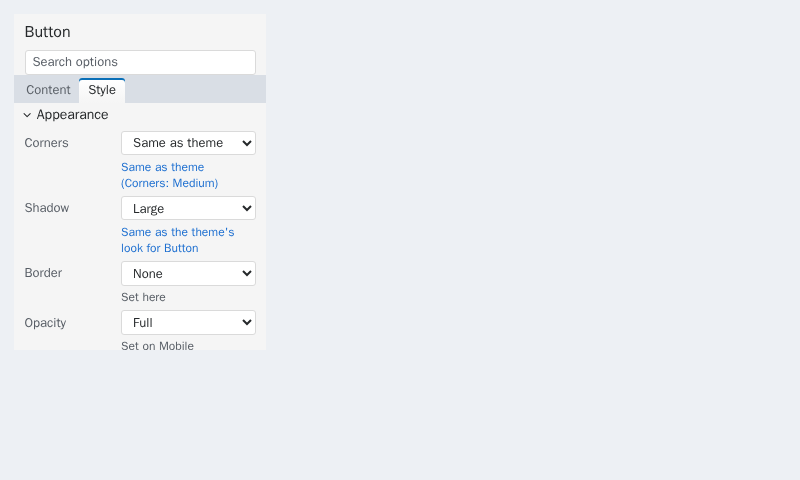 Button
Search options
Content Style
Appearance
Corners Same as theme
Same as theme
(Corners: Medium)
Shadow Large
Same as the theme's
look for Button
Border None
Set here
Opacity Full
Set on Mobile